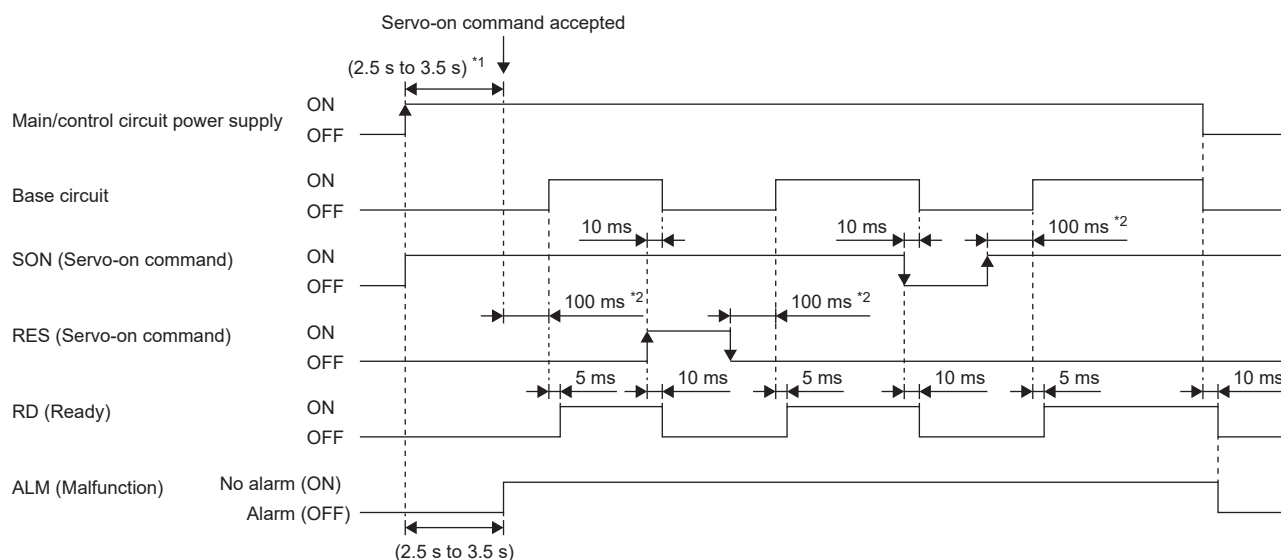 Servo-on command accepted
(2.5 s to 3.5 s) *1
Main/control circuit power supply
ON
OFF
Base circuit
ON
OFF
10 ms
10 ms
100 ms *2
SON (Servo-on command)
ON
OFF
100 ms *2
100 ms *2
RES (Servo-on command)
ON
OFF
5 ms
10 ms
5 ms
10 ms
5 ms
10 ms
RD (Ready)
ON
OFF
ALM (Malfunction)
No alarm (ON)
Alarm (OFF)
(2.5 s to 3.5 s)